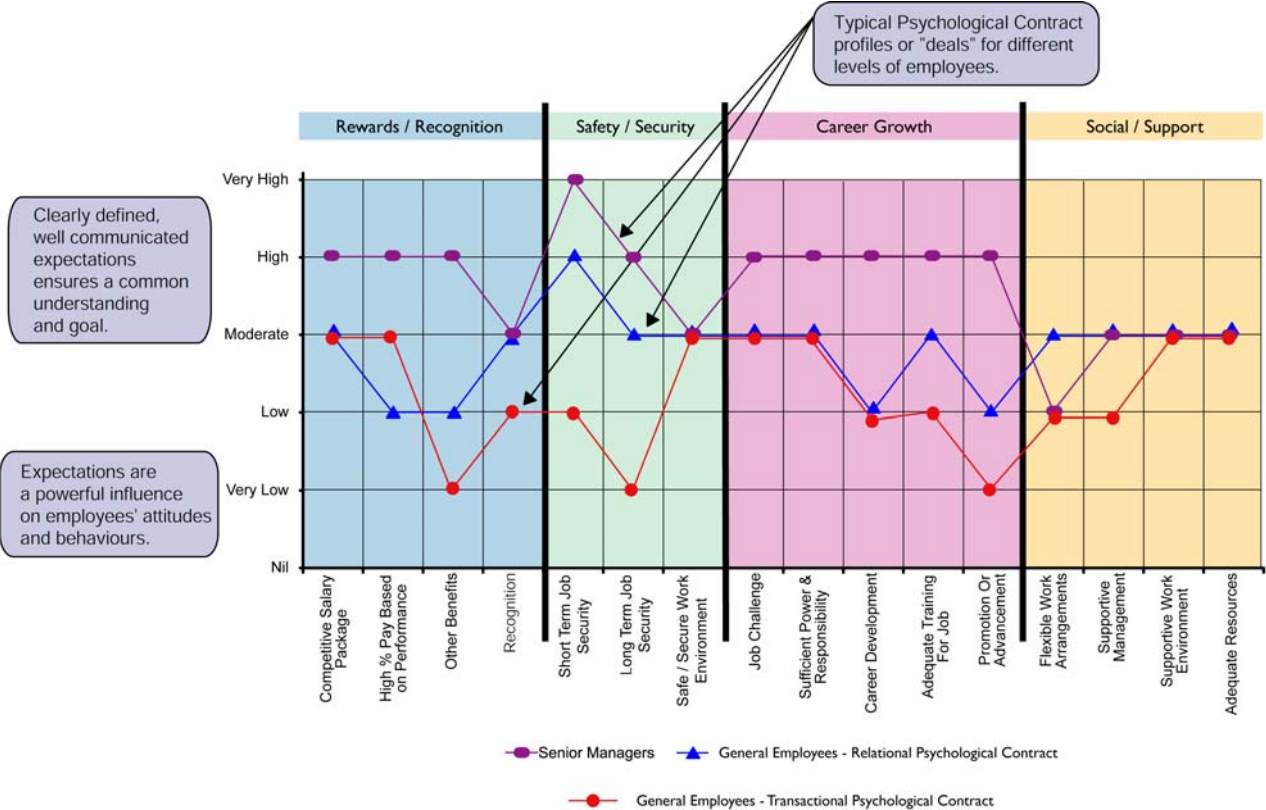 Typical Psychological Contract
profiles or "deals" for different
levels of employees.
Rewards / Recognition
Safety / Security
Career Growth
Social / Support
Clearly defined,
well communicated
expectations
ensures a common
understanding
and goal.
Expectations are
a powerful influence
on employees' attitudes
and behaviours.
Very High
High
Moderate
Low
Very Low
Nil
Competitive Salary
Package
High % Pay Based
on Performance
Other Benefits
Recognition
Short Term Job
Security
Long Term Job
Security
Safe / Secure Work
Environment
Job Challenge
Sufficient Power &
Responsibility
Career Development
Adequate Training
For Job
Promotion Or
Advancement
Flexible Work
Arrangements
Supportive
Management
Supportive Work
Environment
Adequate Resources
Senior Managers
General Employees - Relational Psychological Contract
General Employees - Transactional Psychological Contract